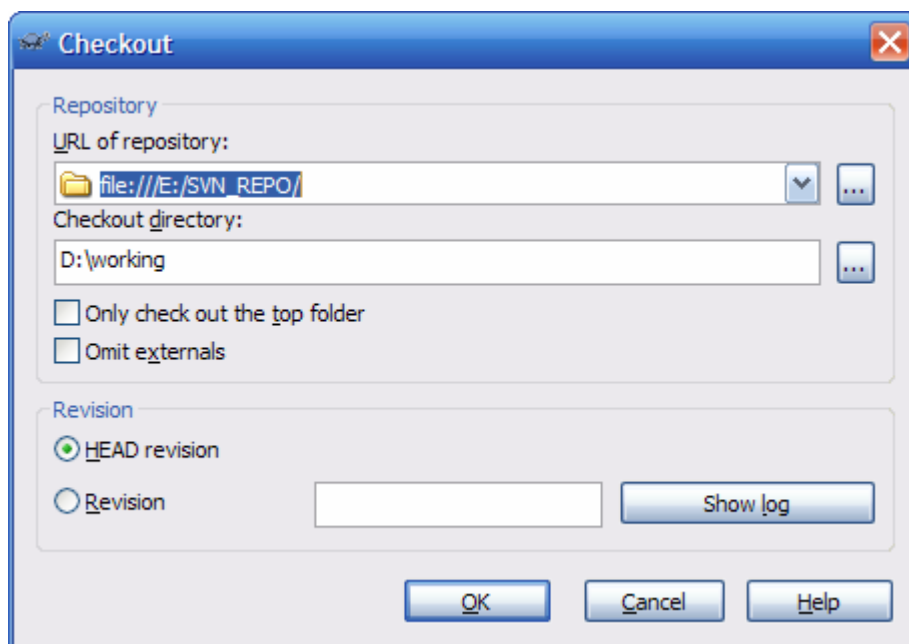 Checkout
Repository
URL of repository:
file:///E:/SVN_REPO/
...
Checkout directory:
D:\working
...
Only check out the top folder
Omit externals
Revision
HEAD revision
Revision
Show log
OK Cancel Help